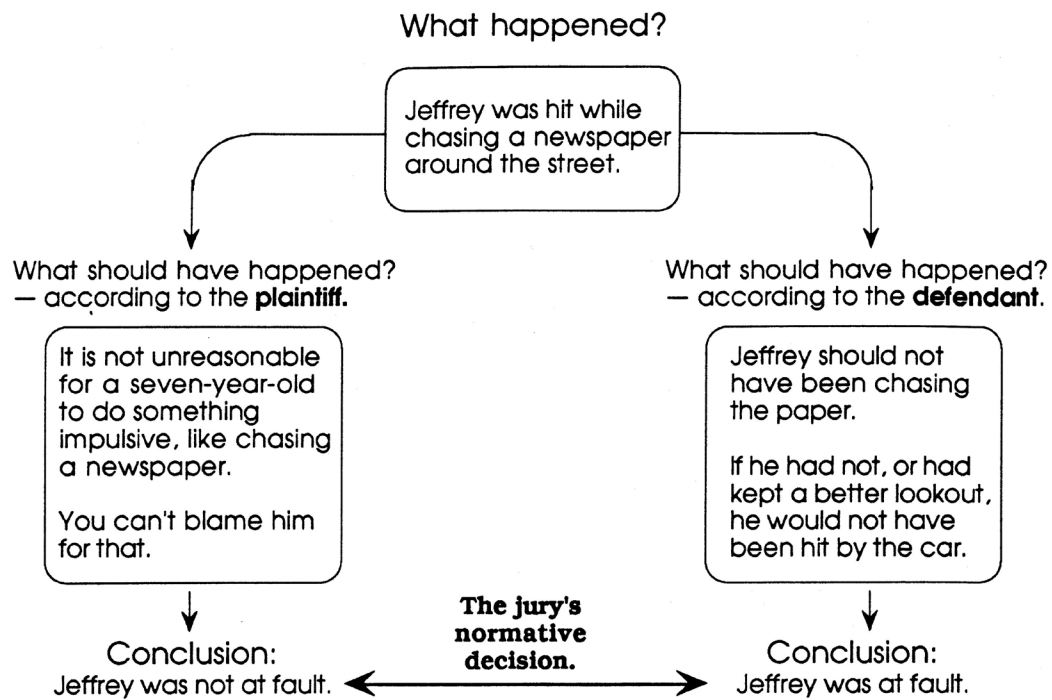 What happened?
Jeffrey was hit while
chasing a newspaper
around the street.
What should have happened?
— according to the plaintiff.
It is not unreasonable
for a seven-year-old
to do something
impulsive, like chasing
a newspaper.
You can't blame him
for that.
Conclusion:
Jeffrey was not at fault.
What should have happened?
— according to the defendant.
Jeffrey should not
have been chasing
the paper.
If he had not, or had
kept a better lookout,
he would not have
been hit by the car.
Conclusion:
Jeffrey was at fault.
The jury's
normative
decision.